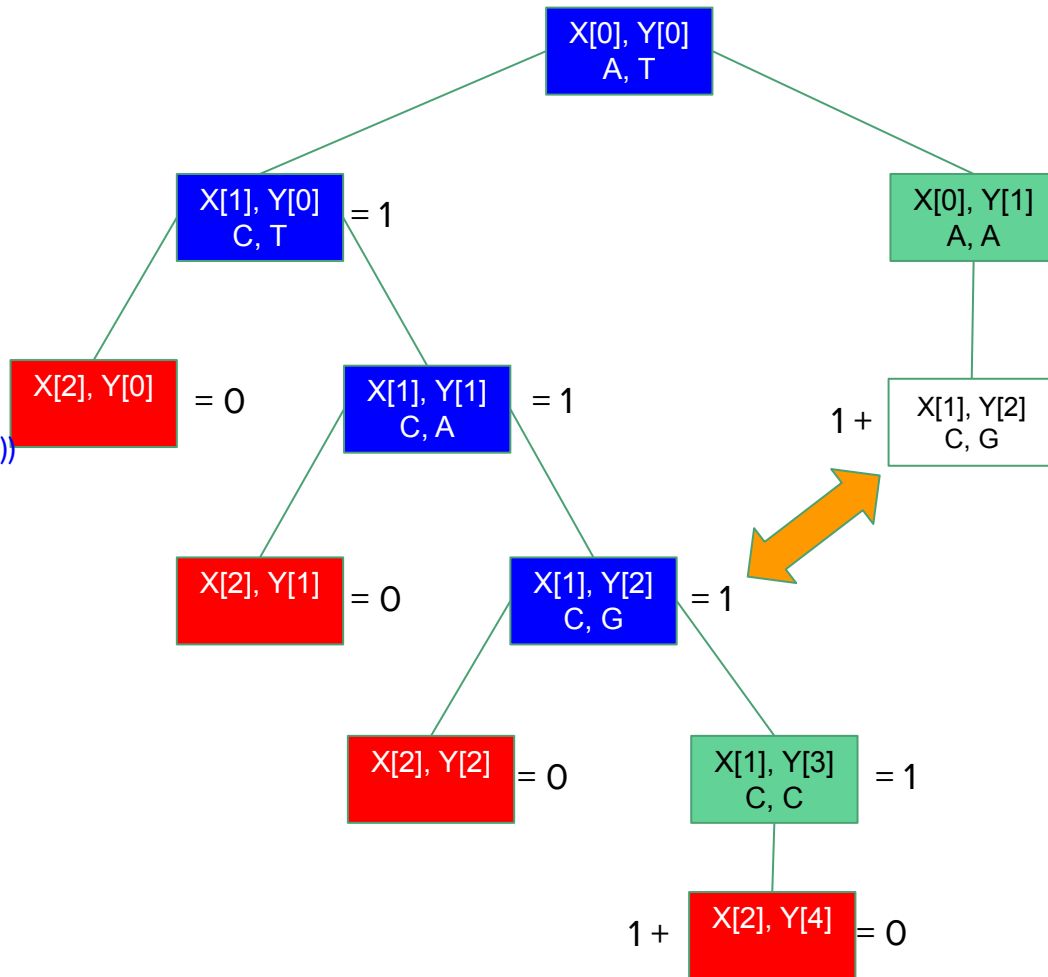 X[0], Y[0]
A, T
X[1], Y[0]
C, T
= 1
X[0], Y[1]
A, A
X[2], Y[0]
= 0
X[1], Y[1]
C, A
= 1
1 +
X[1], Y[2]
C, G
))
X[2], Y[1]
= 0
X[1], Y[2]
C, G
= 1
X[2], Y[2]
= 0
X[1], Y[3]
C, C
= 1
1 +
X[2], Y[4]
= 0